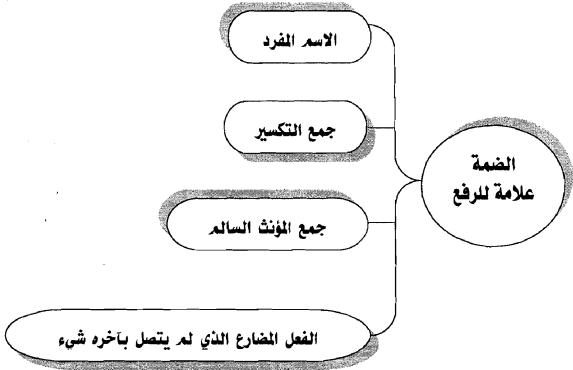 الضمة
علامة للرفع
الاسم المفرد
جمع التكسير
جمع المؤنث السالم
الفعل المضارع الذي لم يتصل بآخره شيء